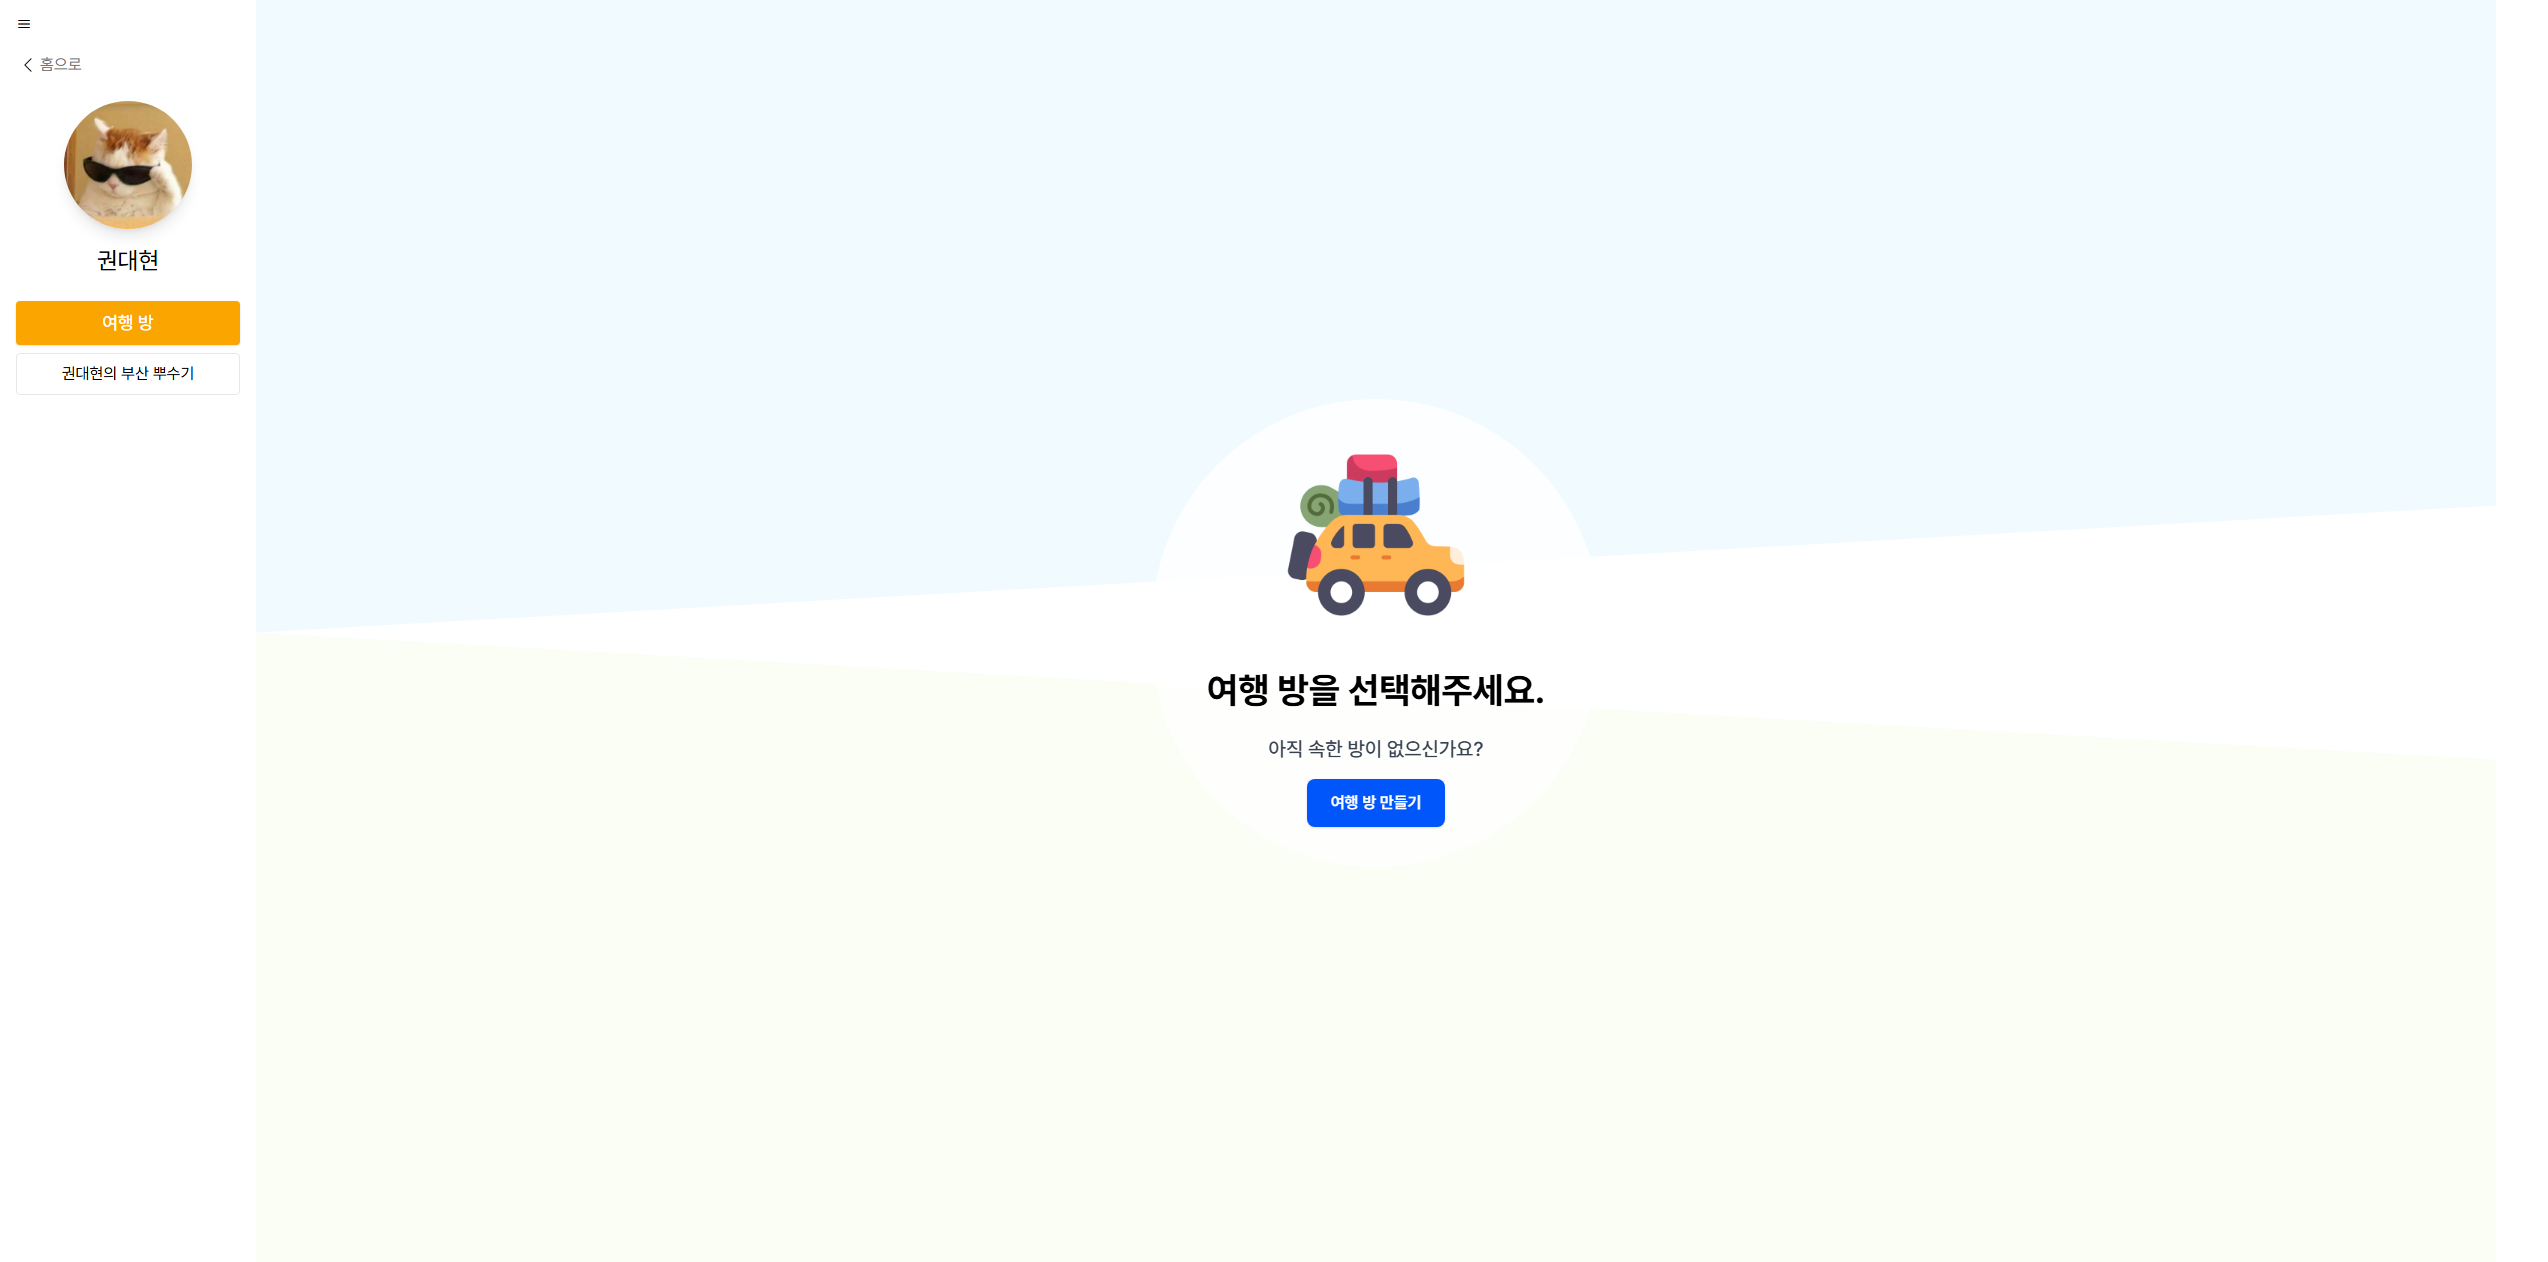 홈으로
권대현
여행 방
권대현의 부산 뿌수기
여행 방을 선택해주세요.
아직 속한 방이 없으신가요?
여행 방 만들기